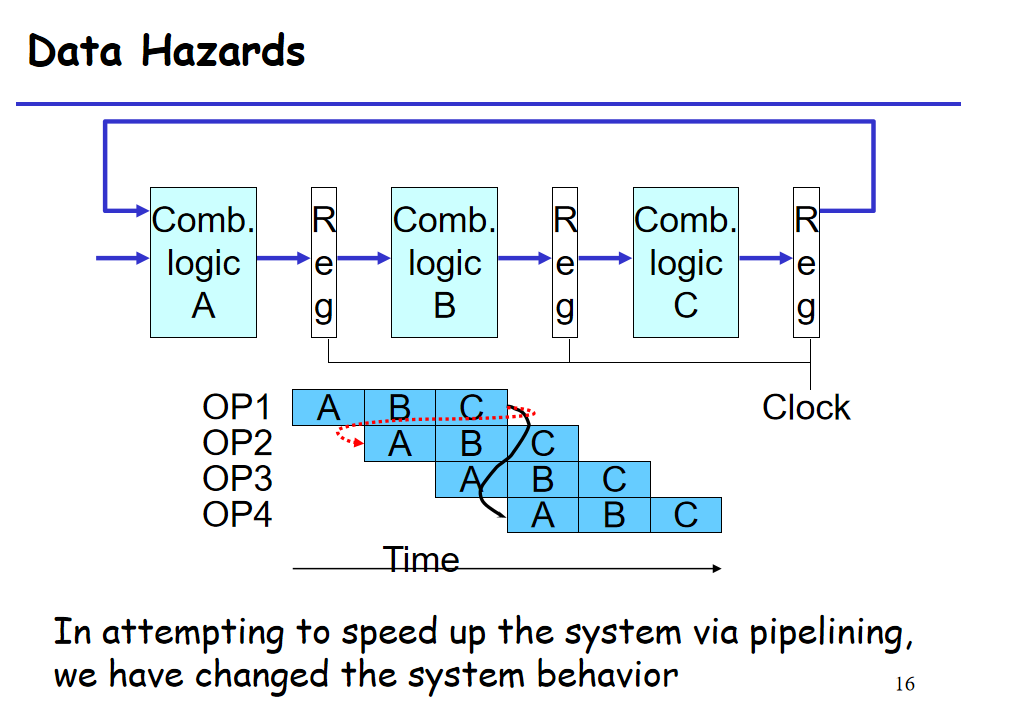 Data Hazards
Comb.
logic
A
R
e
g
Comb.
logic
B
R
e
g
Comb.
logic
C
R
e
g
Clock
OP1 A B C
OP2 A B C
OP3 A B C
OP4 A B C
Time
In attempting to speed up the system via pipelining,
we have changed the system behavior
16